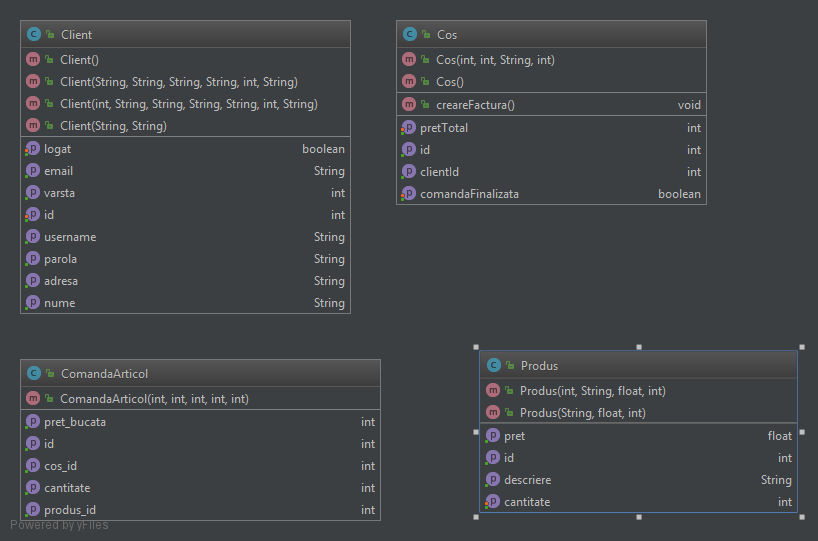 Client
Client()
Client(String, String, String, String, int, String)
Client(int, String, String, String, String, int, String)
Client(String, String)
logat boolean
email String
varsta int
id int
username String
parola String
adresa String
nume String
Cos
Cos(int, int, String, int)
Cos()
creareFactura() void
pretTotal int
id int
clientId int
comandaFinalizata boolean
ComandaArticol
ComandaArticol(int, int, int, int, int)
pret_bucata int
id int
cos_id int
cantitate int
produs_id int
Produs
Produs(int, String, float, int)
Produs(String, float, int)
pret float
id int
descriere String
cantitate int
Powered by yFiles